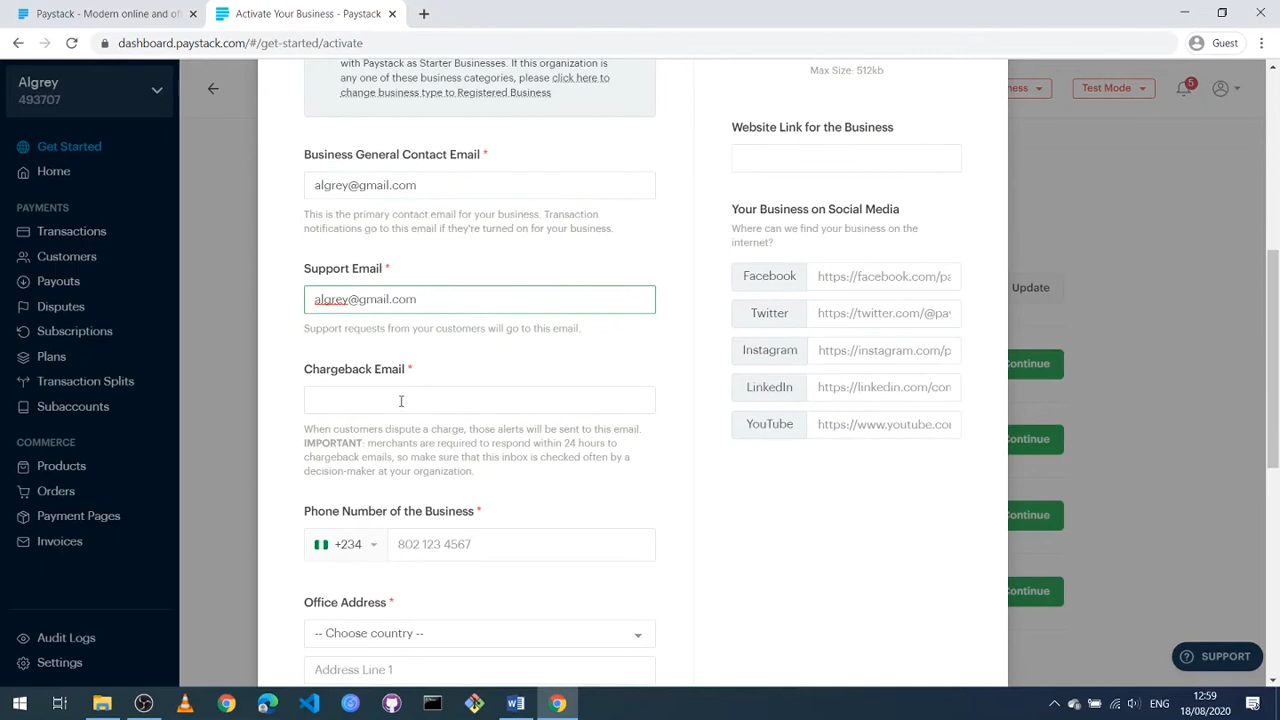 Paystack - Modern online and of
Activate Your Business - Paystack
dashboard.paystack.com/#/get-started/activate
Guest
Algrey
493707
Get Started
Home
PAYMENTS
Transactions
Customers
Payouts
Disputes
Subscriptions
Plans
Transaction Splits
Subaccounts
COMMERCE
Products
Orders
Payment Pages
Invoices
Audit Logs
Settings
with Paystack as Starter Businesses. If this organization is
any one of these business categories, please click here to
change business type to Registered Business
Business General Contact Email *
algrey@gmail.com
This is the primary contact email for your business. Transaction
notifications go to this email if they're turned on for your business.
Support Email *
algrey@gmail.com
Support requests from your customers will go to this email.
Chargeback Email *
When customers dispute a charge, those alerts will be sent to this email.
IMPORTANT: merchants are required to respond within 24 hours to
chargeback emails, so make sure that this inbox is checked often by a
decision-maker at your organization.
Phone Number of the Business *
+234 802 123 4567
Office Address *
-- Choose country --
Address Line 1
Max Size: 512kb
Website Link for the Business
Your Business on Social Media
Where can we find your business on the
internet?
Facebook https://facebook.com/pa
Twitter https://twitter.com/@pay
Instagram https://instagram.com/p
LinkedIn https://linkedin.com/con
YouTube https://www.youtube.co
ness
Test Mode
5
Update
Continue
Continue
Continue
Continue
SUPPORT
ENG
12:59
18/08/2020